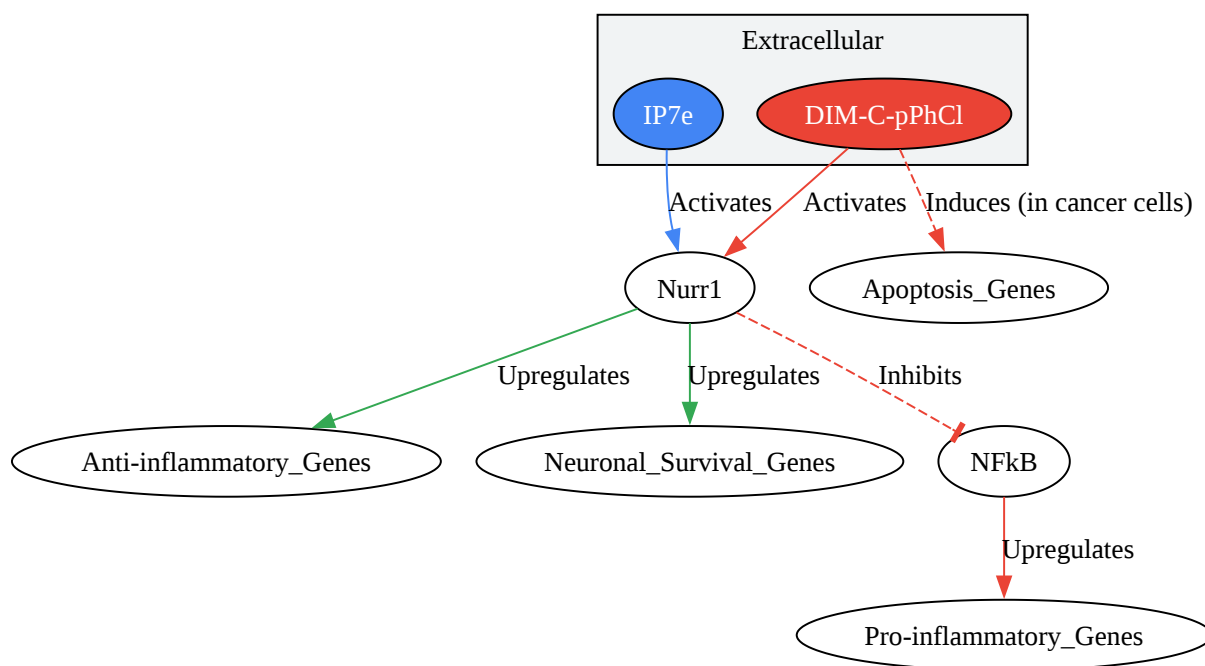 Extracellular
IP7e
DIM-C-pPhCl
Activates
Activates
Induces (in cancer cells)
Nurr1
Apoptosis_Genes
Upregulates
Upregulates
Inhibits
Anti-inflammatory_Genes
Neuronal_Survival_Genes
NFkB
Upregulates
Pro-inflammatory_Genes